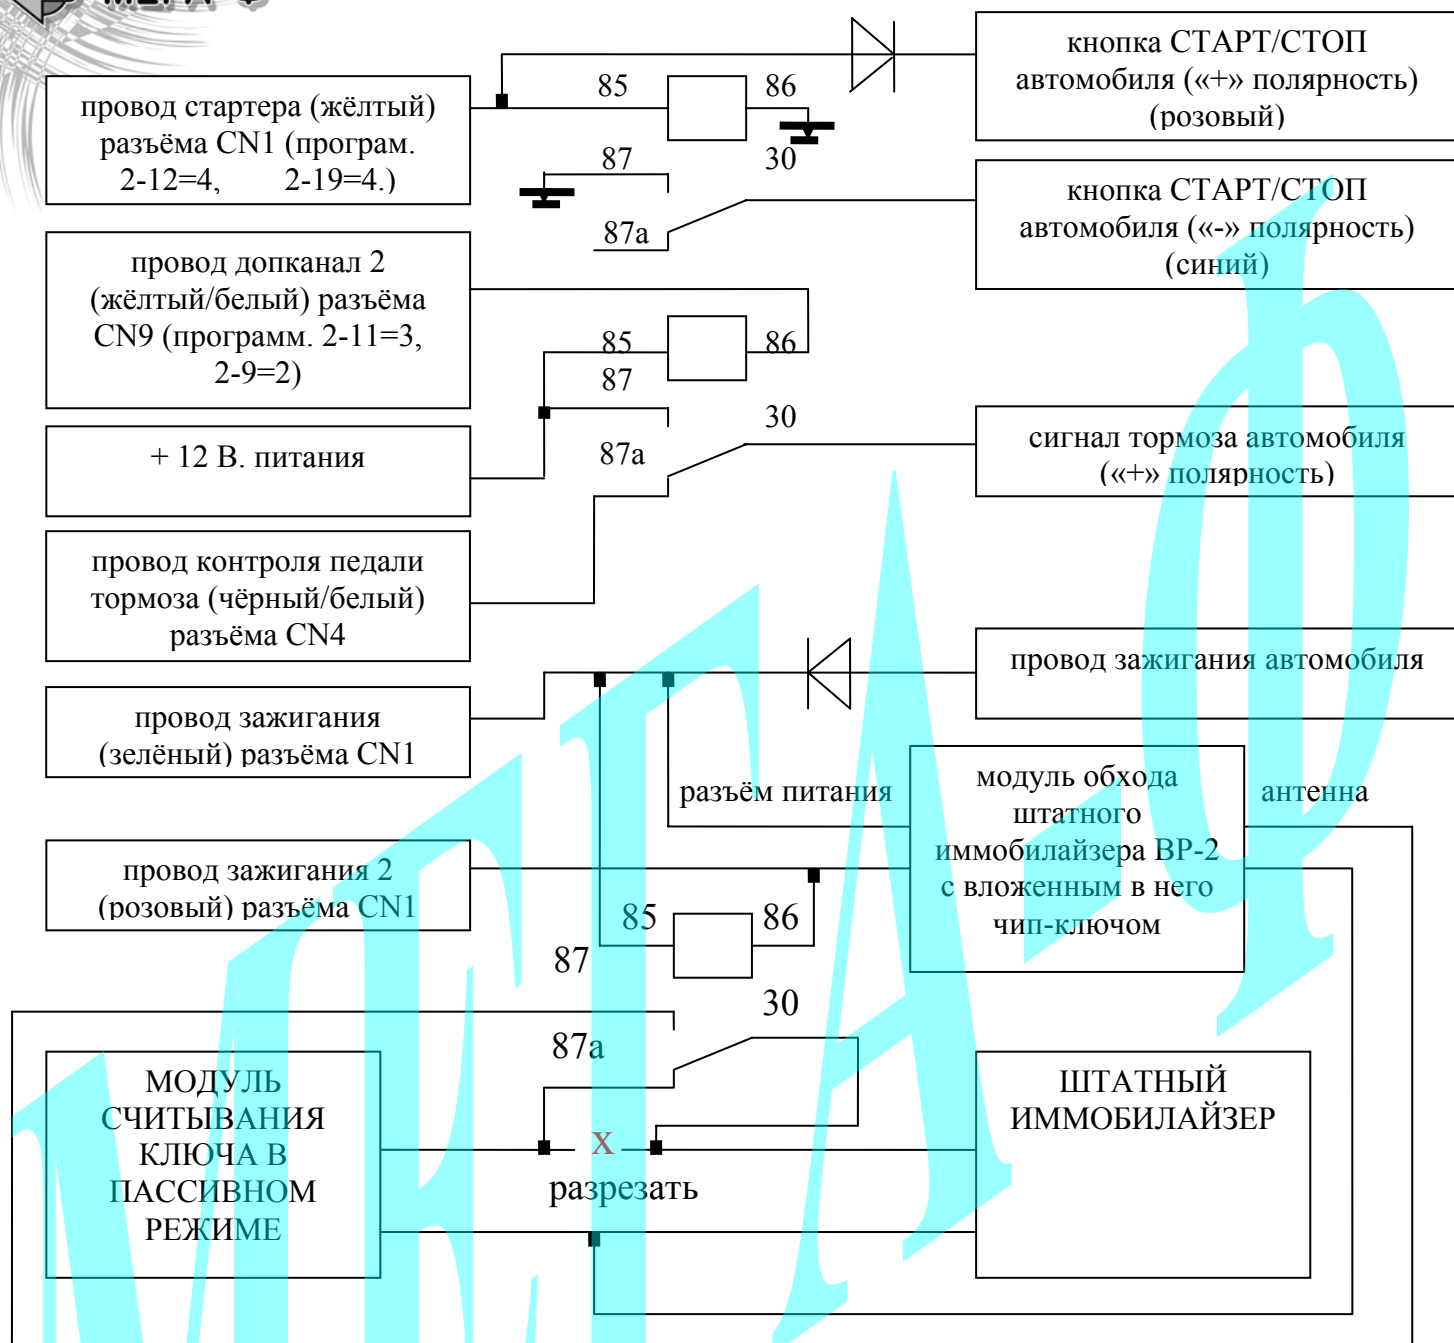 МЕГА-Ф
кнопка СТАРТ/СТОП
автомобиля («+» полярность)
(розовый)
85
86
провод стартера (жёлтый)
разъёма CN1 (програм.
2-12=4, 2-19=4.)
87
30
87а
кнопка СТАРТ/СТОП
автомобиля («-» полярность)
(синий)
провод допканал 2
(жёлтый/белый) разъёма
CN9 (программ. 2-11=3,
2-9=2)
85
86
87
30
87а
+ 12 В. питания
сигнал тормоза автомобиля
(«+» полярность)
провод контроля педали
тормоза (чёрный/белый)
разъёма CN4
провод зажигания автомобиля
провод зажигания
(зелёный) разъёма CN1
разъём питания
модуль обхода
штатного
иммобилайзера ВР-2
с вложенным в него
чип-ключом
антенна
провод зажигания 2
(розовый) разъёма CN1
85
86
87
30
87а
МОДУЛЬ
СЧИТЫВАНИЯ
КЛЮЧА В
ПАССИВНОМ
РЕЖИМЕ
Х
разрезать
ШТАТНЫЙ
ИММОБИЛАЙЗЕР
МЕГА-Ф